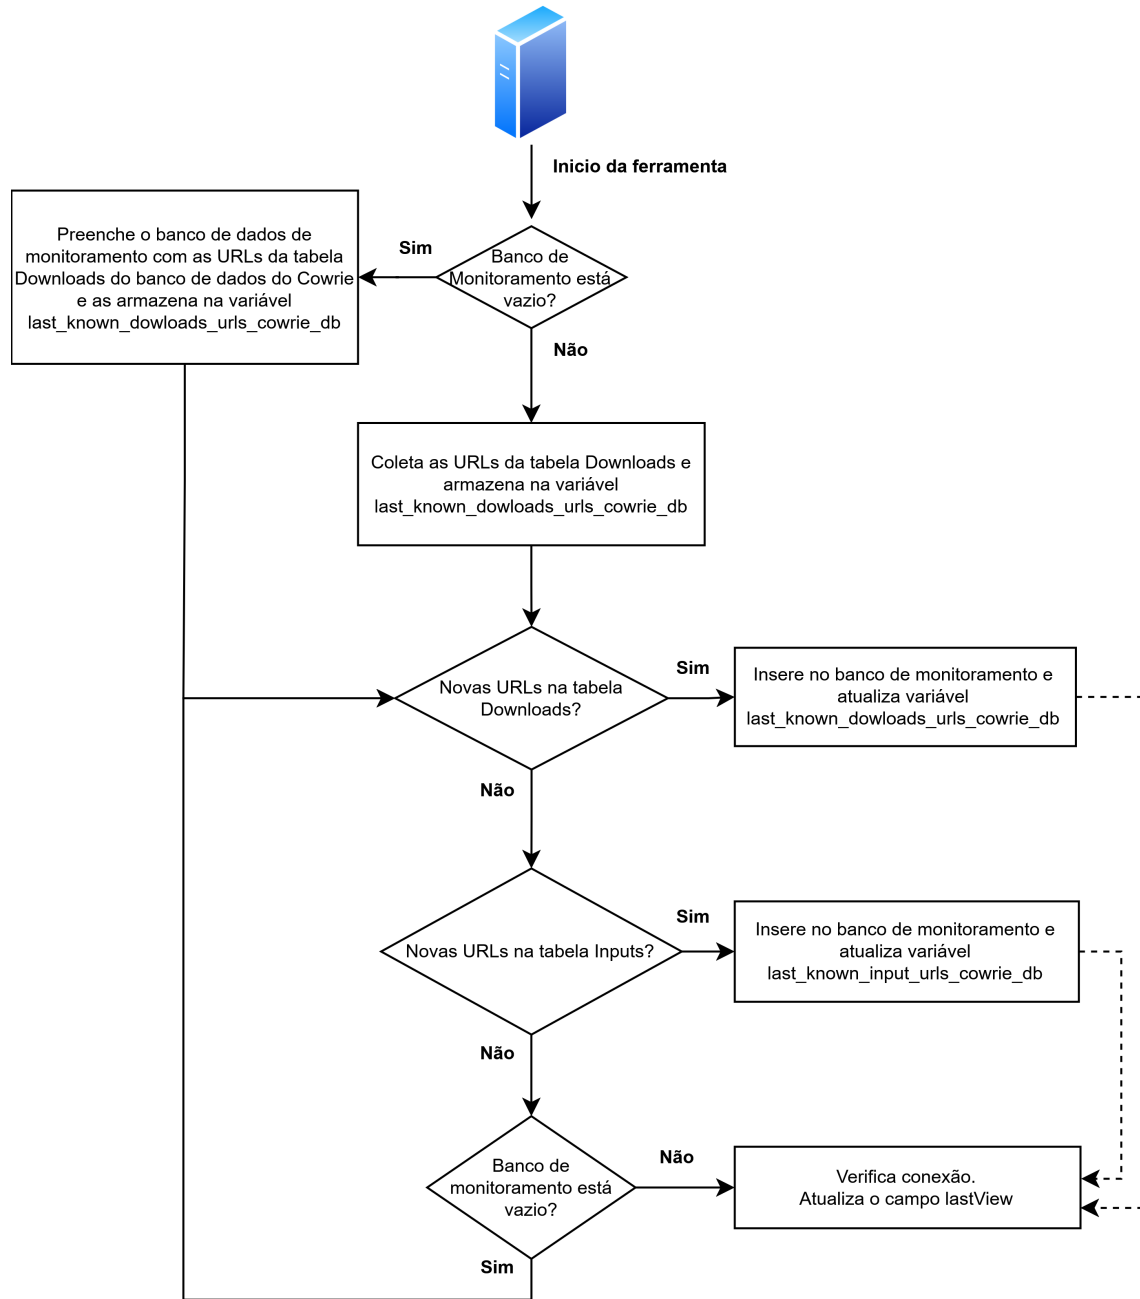 Inicio da ferramenta
Preenche o banco de dados de
monitoramento com as URLs da tabela
Downloads do banco de dados do Cowrie
e as armazena na variável
last_known_dowloads_urls_cowrie_db
Sim
Banco de
Monitoramento está
vazio?
Não
Coleta as URLs da tabela Downloads e
armazena na variável
last_known_dowloads_urls_cowrie_db
Novas URLs na tabela
Downloads?
Sim
Insere no banco de monitoramento e
atualiza variável
last_known_dowloads_urls_cowrie_db
Não
Novas URLs na tabela Inputs?
Sim
Insere no banco de monitoramento e
atualiza variável
last_known_input_urls_cowrie_db
Não
Banco de
monitoramento está
vazio?
Não
Verifica conexão.
Atualiza o campo lastView
Sim